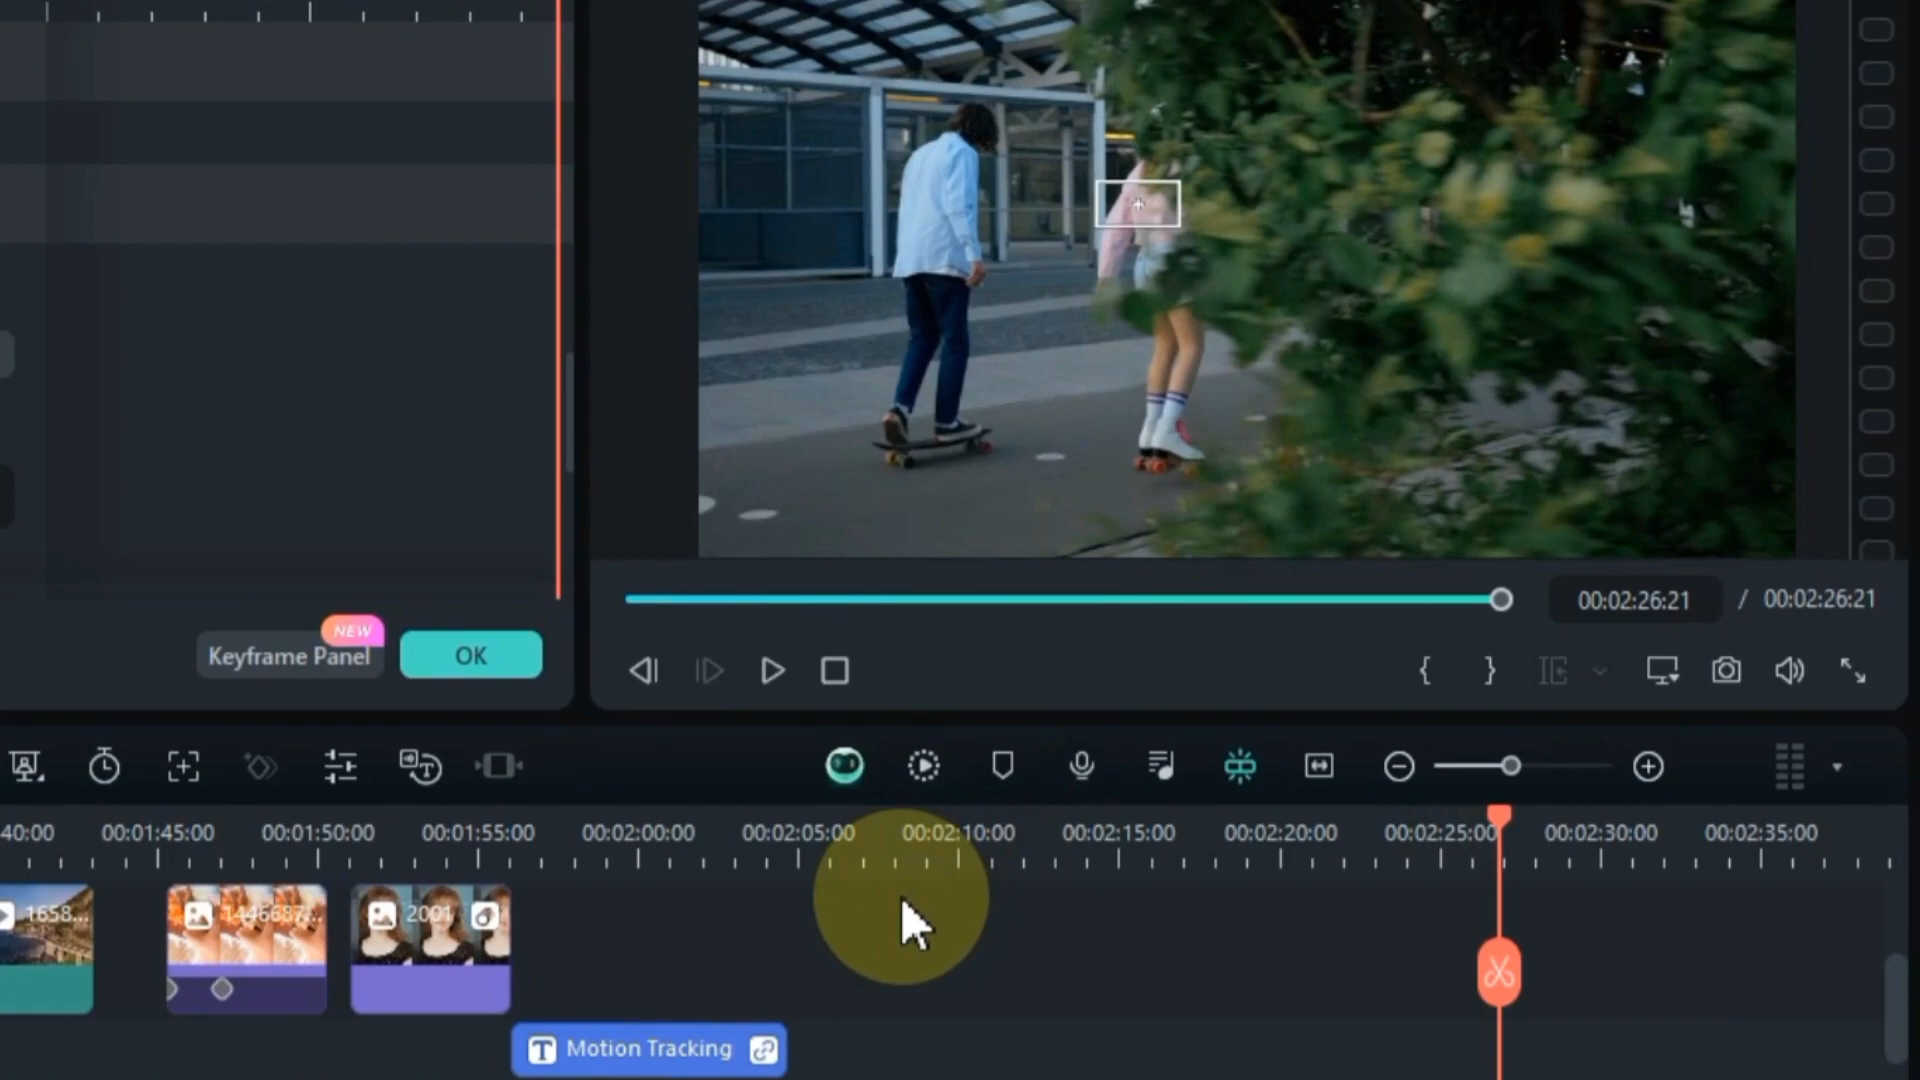 00:02:26:21 / 00:02:26:21
NEW
Keyframe Panel
OK
{ }
40:00 00:01:45:00 00:01:50:00 00:01:55:00 00:02:00:00 00:02:05:00 00:02:10:00 00:02:15:00 00:02:20:00 00:02:25:00 00:02:30:00 00:02:35:00
1658... 1446687... 2001
T Motion Tracking